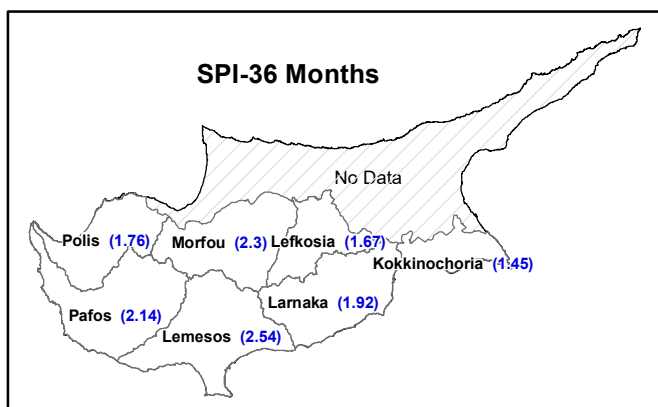 SPI-36 Months
No Data
Polis (1.76)
Morfou (2.3)
Lefkosia (1.67)
Kokkinochoria (1.45)
Pafos (2.14)
Larnaka (1.92)
Lemesos (2.54)